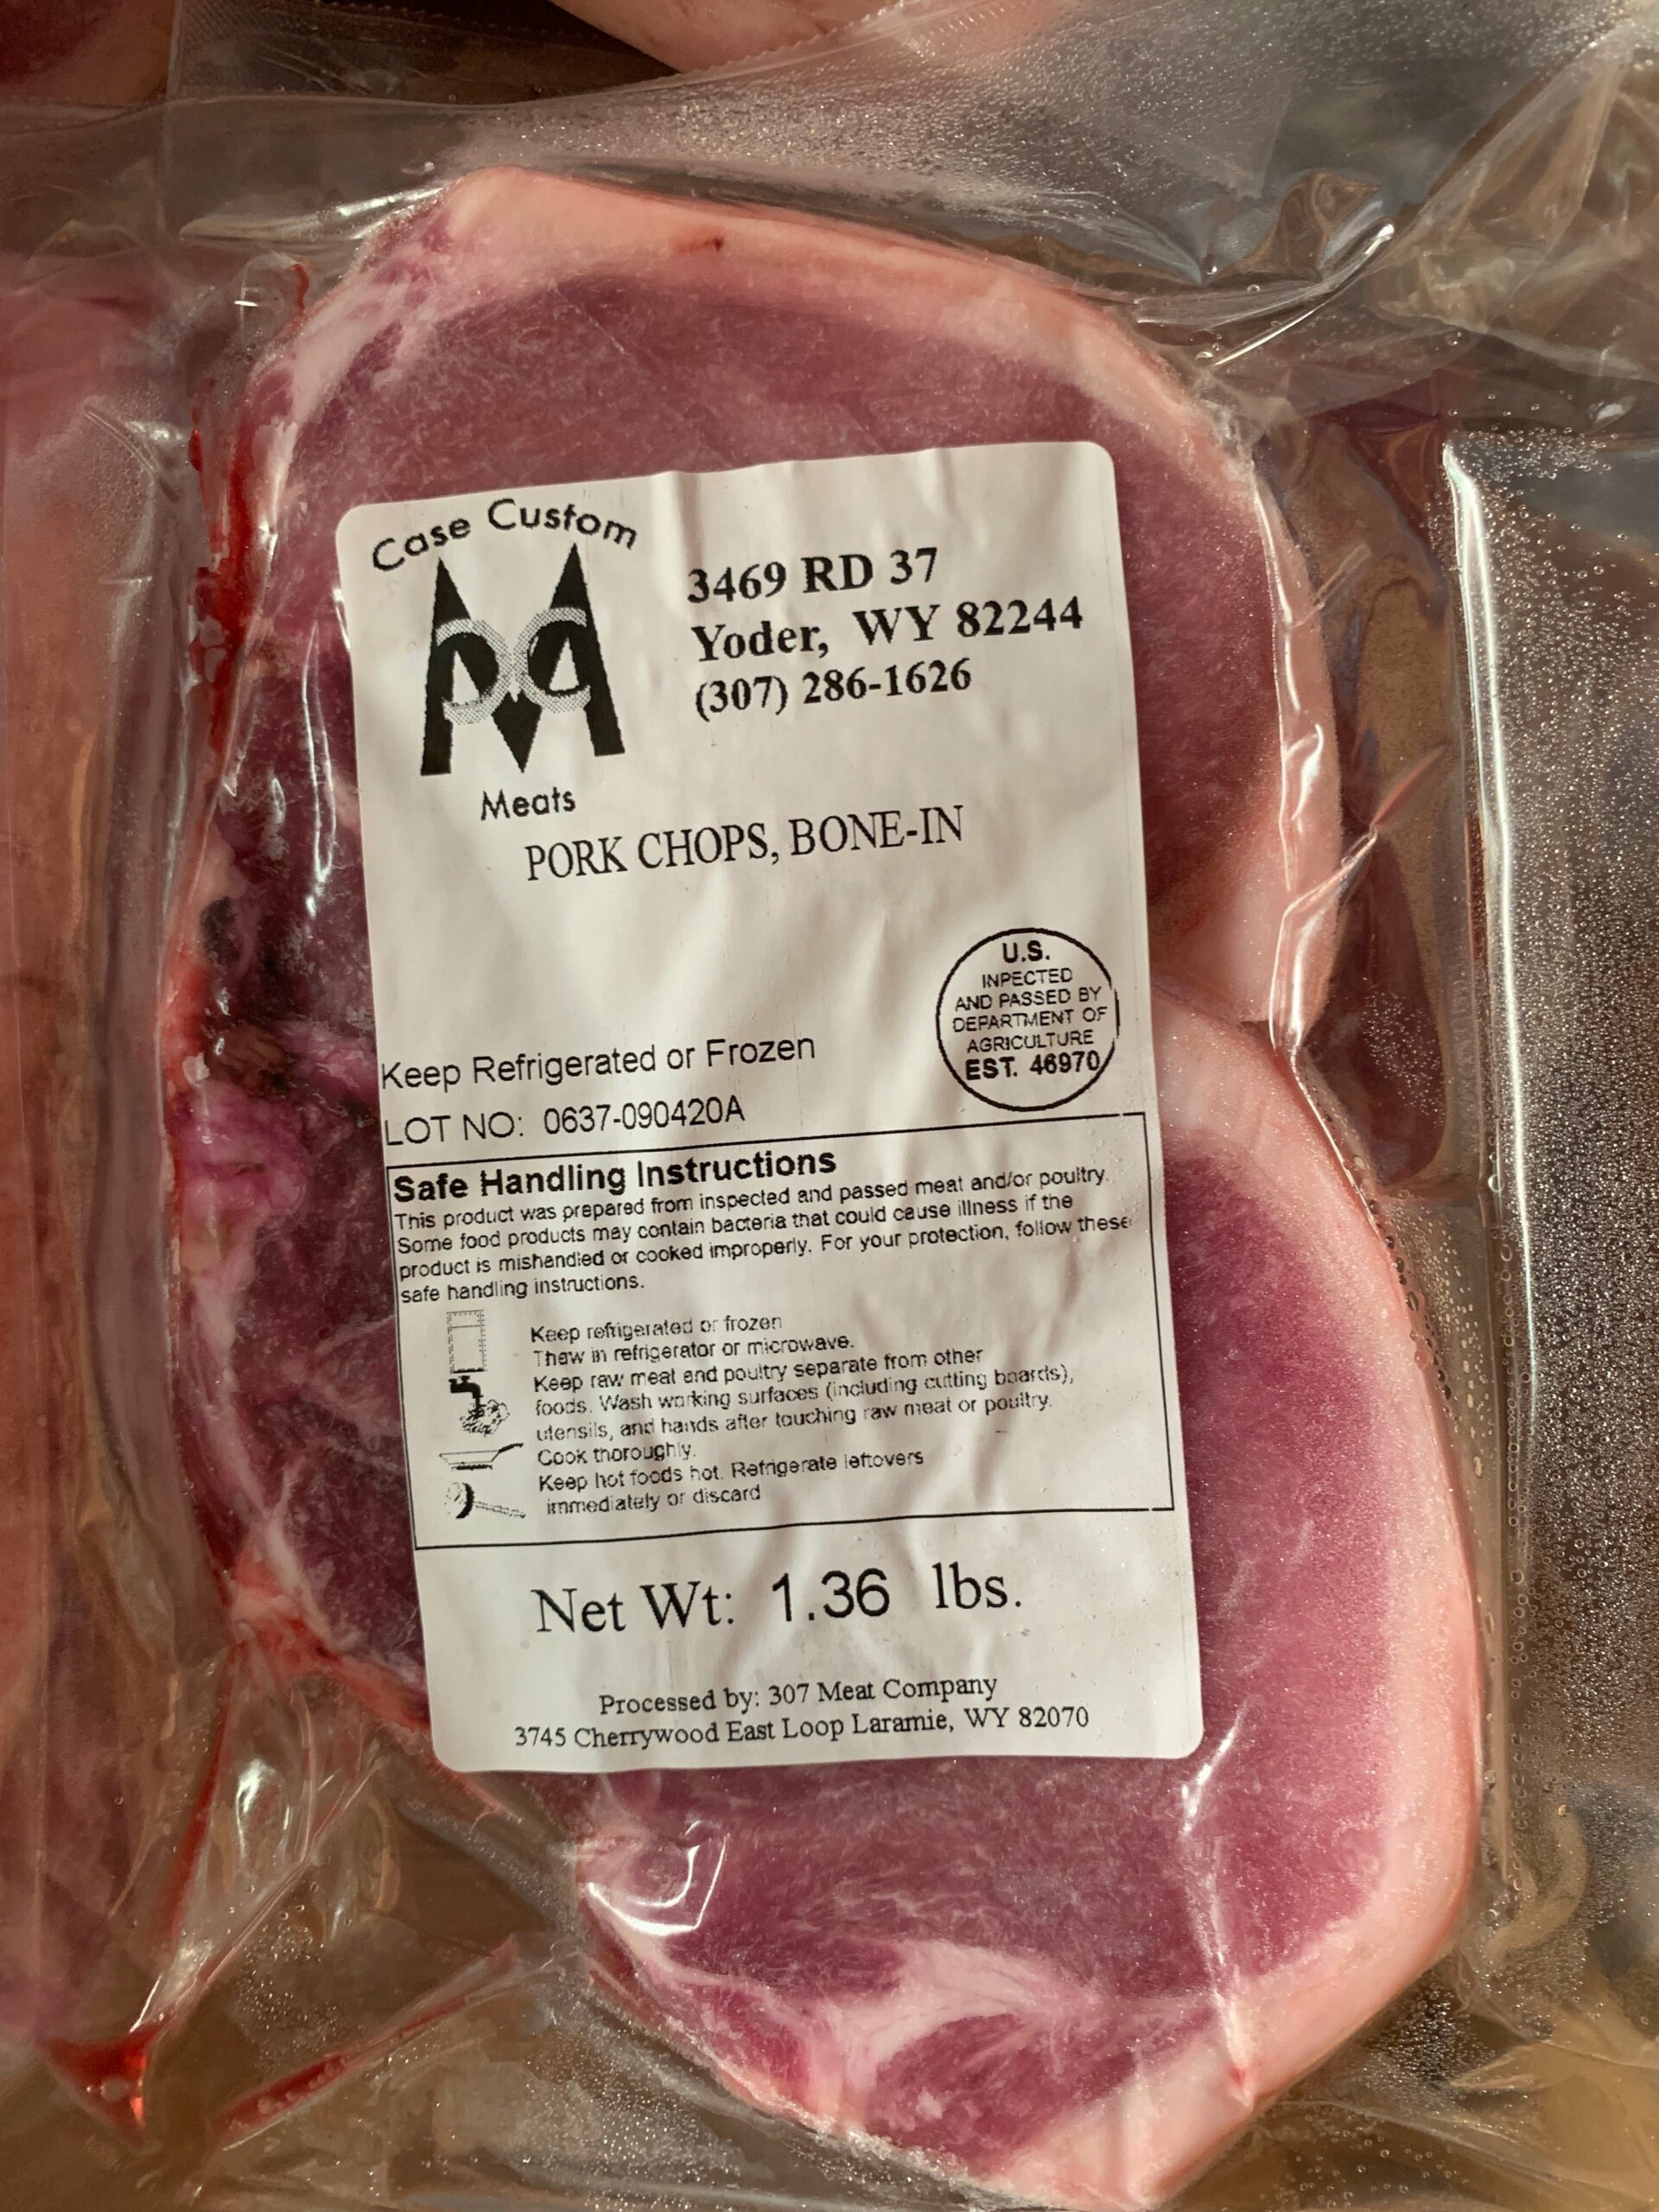 Case Custom
Meats
3469 RD 37
Yoder, WY 82244
(307) 286-1626
PORK CHOPS, BONE-IN
U.S.
INPECTED
AND PASSED BY
DEPARTMENT OF
AGRICULTURE
EST. 46970
Keep Refrigerated or Frozen
LOT NO: 0637-090420A
Safe Handling Instructions
This product was prepared from inspected and passed meat and/or poultry.
Some food products may contain bacteria that could cause illness if the
product is mishandled or cooked improperly. For your protection, follow these
safe handling instructions.
Keep refrigerated or frozen
Thaw in refrigerator or microwave.
Keep raw meat and poultry separate from other
foods. Wash working surfaces (including cutting boards),
utensils, and hands after touching raw meat or poultry.
Cook thoroughly.
Keep hot foods hot. Refrigerate leftovers
immediately or discard
Net Wt: 1.36 lbs.
Processed by: 307 Meat Company
3745 Cherrywood East Loop Laramie, WY 82070